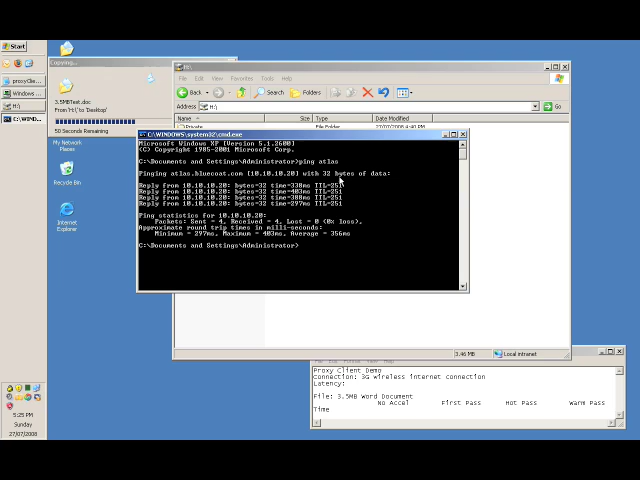 Start
Copying...
proxyClie...
Windows ...
H:\
C:\WIND...
3.5MBText.doc
From 'H:\' to 'Desktop'
50 Seconds Remaining
My Network
Places
Recycle Bin
Internet
Explorer
5:25 PM
Sunday
27/07/2008
H:\
File Edit View Favorites Tools Help
Back Search Folders
Address H:\ Go
Name Size Type Date Modified
Private
C:\WINDOWS\system32\cmd.exe
Microsoft Windows XP [Version 5.1.2600]
(C) Copyright 1985-2001 Microsoft Corp.
C:\Documents and Settings\Administrator>ping atlas
Pinging atlas.bluecoat.com [10.10.10.20] with 32 bytes of data:
Reply from 10.10.10.20: bytes=32 time=338ms TTL=251
Reply from 10.10.10.20: bytes=32 time=403ms TTL=251
Reply from 10.10.10.20: bytes=32 time=388ms TTL=251
Reply from 10.10.10.20: bytes=32 time=297ms TTL=251
Ping statistics for 10.10.10.20:
Packets: Sent = 4, Received = 4, Lost = 0 (0% loss),
Approximate round trip times in milli-seconds:
Minimum = 297ms, Maximum = 403ms, Average = 356ms
C:\Documents and Settings\Administrator>
3.46 MB Local intranet
Proxy Client Demo
Connection: 3G wireless internet connection
Latency:
File: 3.5MB Word Document
No Accel First Pass Hot Pass Warm Pass
Time